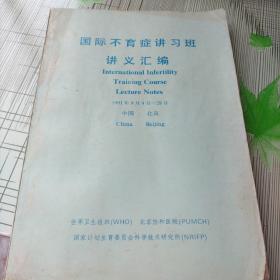 国际不育症讲习班
讲义汇编
International Infertility
Training Course
Lecture Notes
中国 北京
China Beijing
世界卫生组织(WHO) 北京协和医院(PUMCH)
国家计划生育委员会科学技术研究所(NRIFP)